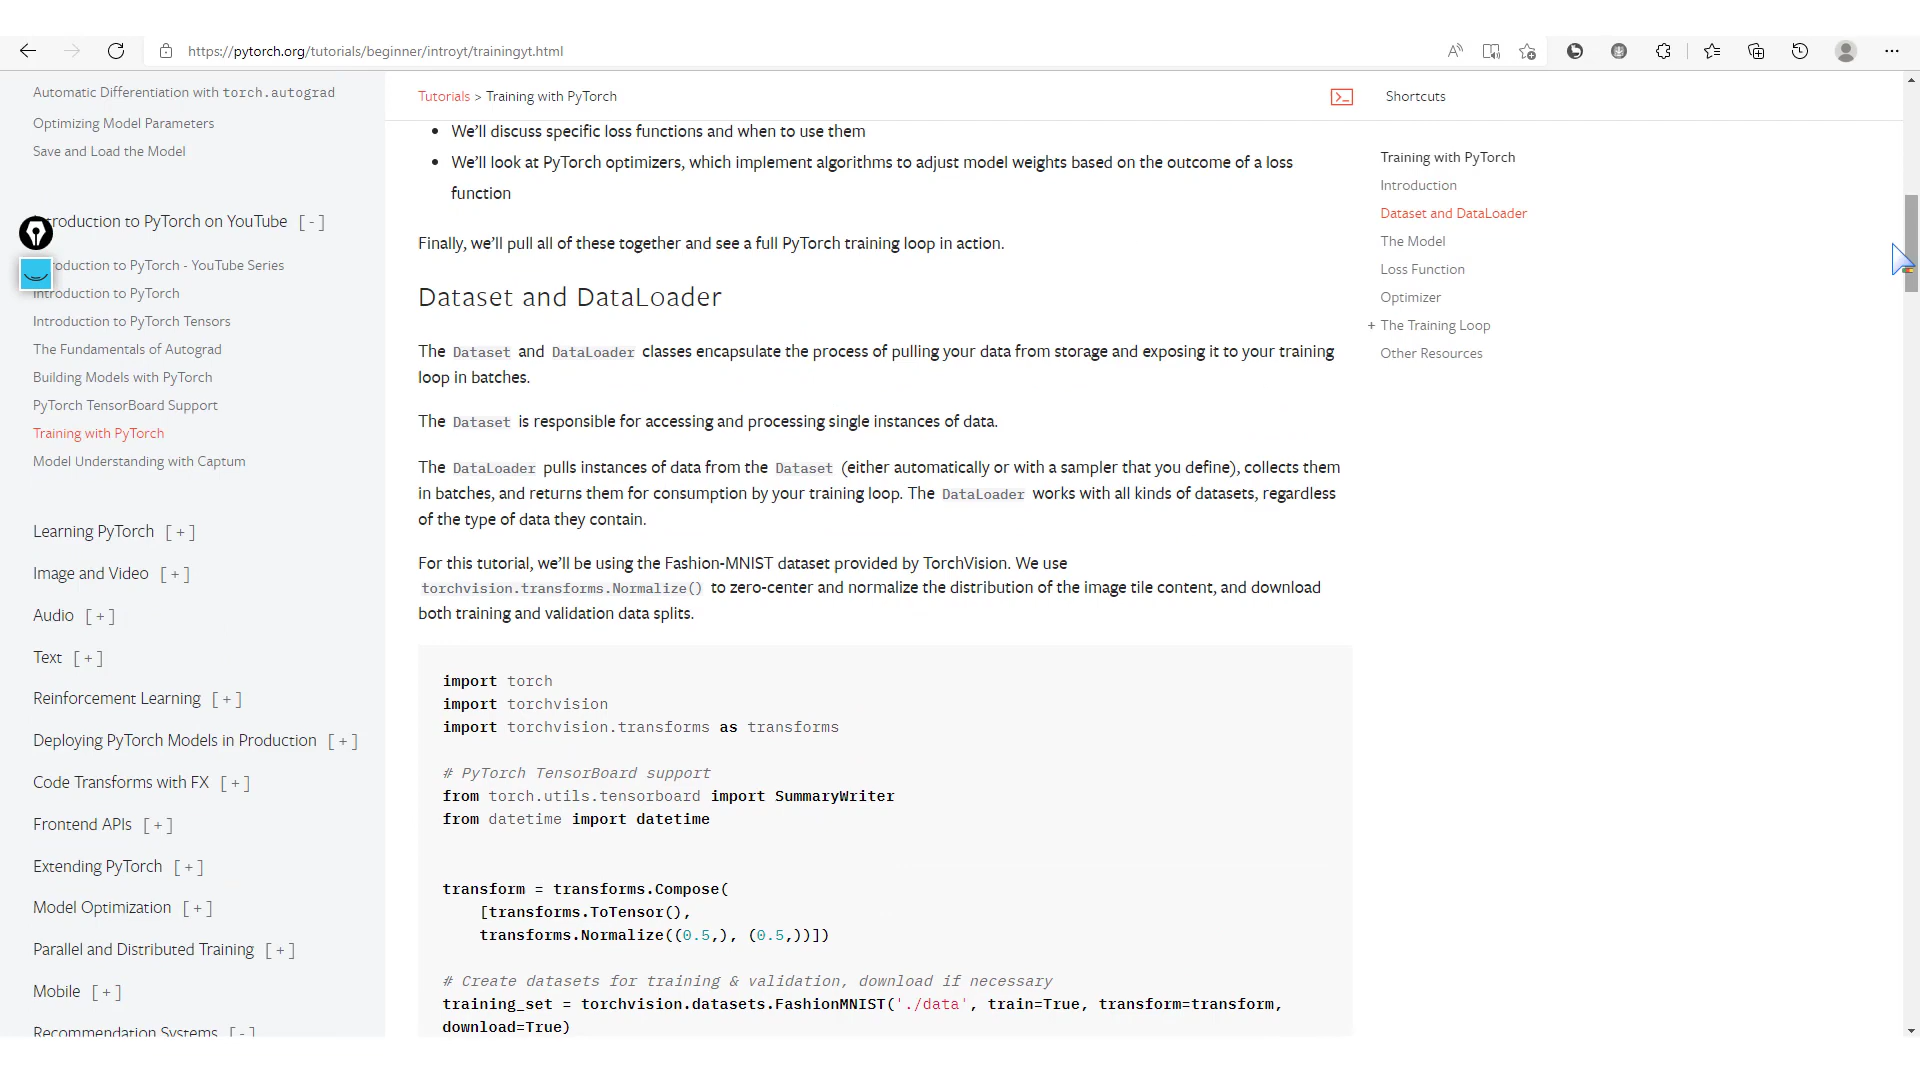 https://pytorch.org/tutorials/beginner/introyt/trainingyt.html
Automatic Differentiation with torch.autograd
Optimizing Model Parameters
Save and Load the Model
troduction to PyTorch on YouTube [ - ]
oduction to PyTorch - YouTube Series
Introduction to PyTorch
Introduction to PyTorch Tensors
The Fundamentals of Autograd
Building Models with PyTorch
PyTorch TensorBoard Support
Training with PyTorch
Model Understanding with Captum
Learning PyTorch [ + ]
Image and Video [ + ]
Audio [ + ]
Text [ + ]
Reinforcement Learning [ + ]
Deploying PyTorch Models in Production [ + ]
Code Transforms with FX [ + ]
Frontend APIs [ + ]
Extending PyTorch [ + ]
Model Optimization [ + ]
Parallel and Distributed Training [ + ]
Mobile [ + ]
Recommendation Systems [ - ]
Tutorials > Training with PyTorch
• We’ll discuss specific loss functions and when to use them
• We’ll look at PyTorch optimizers, which implement algorithms to adjust model weights based on the outcome of a loss
function
Finally, we’ll pull all of these together and see a full PyTorch training loop in action.
Dataset and DataLoader
The Dataset and DataLoader classes encapsulate the process of pulling your data from storage and exposing it to your training
loop in batches.
The Dataset is responsible for accessing and processing single instances of data.
The DataLoader pulls instances of data from the Dataset (either automatically or with a sampler that you define), collects them
in batches, and returns them for consumption by your training loop. The DataLoader works with all kinds of datasets, regardless
of the type of data they contain.
For this tutorial, we’ll be using the Fashion-MNIST dataset provided by TorchVision. We use
torchvision.transforms.Normalize() to zero-center and normalize the distribution of the image tile content, and download
both training and validation data splits.
import torch
import torchvision
import torchvision.transforms as transforms
# PyTorch TensorBoard support
from torch.utils.tensorboard import SummaryWriter
from datetime import datetime
transform = transforms.Compose(
[transforms.ToTensor(),
transforms.Normalize((0.5,), (0.5,))])
# Create datasets for training & validation, download if necessary
training_set = torchvision.datasets.FashionMNIST('./data', train=True, transform=transform,
download=True)
Shortcuts
Training with PyTorch
Introduction
Dataset and DataLoader
The Model
Loss Function
Optimizer
+ The Training Loop
Other Resources